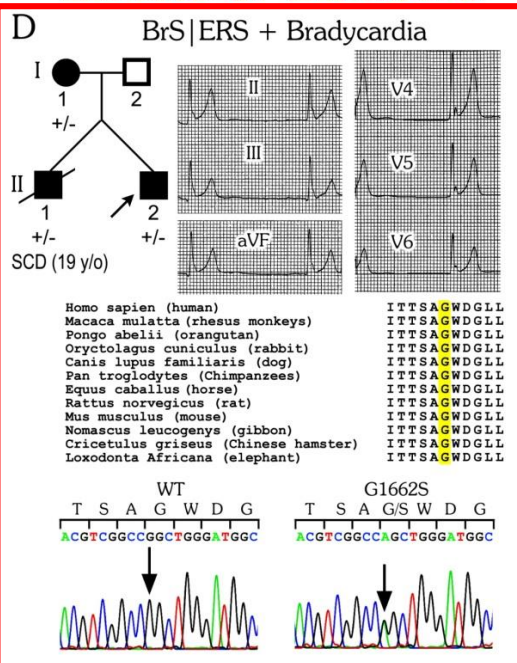 D
BrS|ERS + Bradycardia
I
1
2
+/-
II
1
2
+/-
+/-
SCD (19 y/o)
II
III
aVF
V4
V5
V6
Homo sapien (human) ITTSAGWDGLL
Macaca mulatta (rhesus monkeys) ITTSAGWDGLL
Pongo abelii (orangutan) ITTSAGWDGLL
Oryctolagus cuniculus (rabbit) ITTSAGWDGLL
Canis lupus familiaris (dog) ITTSAGWDGLL
Pan troglodytes (Chimpanzees) ITTSAGWDGLL
Equus caballus (horse) ITTSAGWDGLL
Rattus norvegicus (rat) ITTSAGWDGLL
Mus musculus (mouse) ITTSAGWDGLL
Nomascus leucogenys (gibbon) ITTSAGWDGLL
Cricetulus griseus (Chinese hamster) ITTSAGWDGLL
Loxodonta Africana (elephant) ITTSAGWDGLL
WT
T S A G W D G
ACGTCGGCCGGCTGGGATGGC
G1662S
T S A G/S W D G
ACGTCGGCCAGCTGGGATGGC